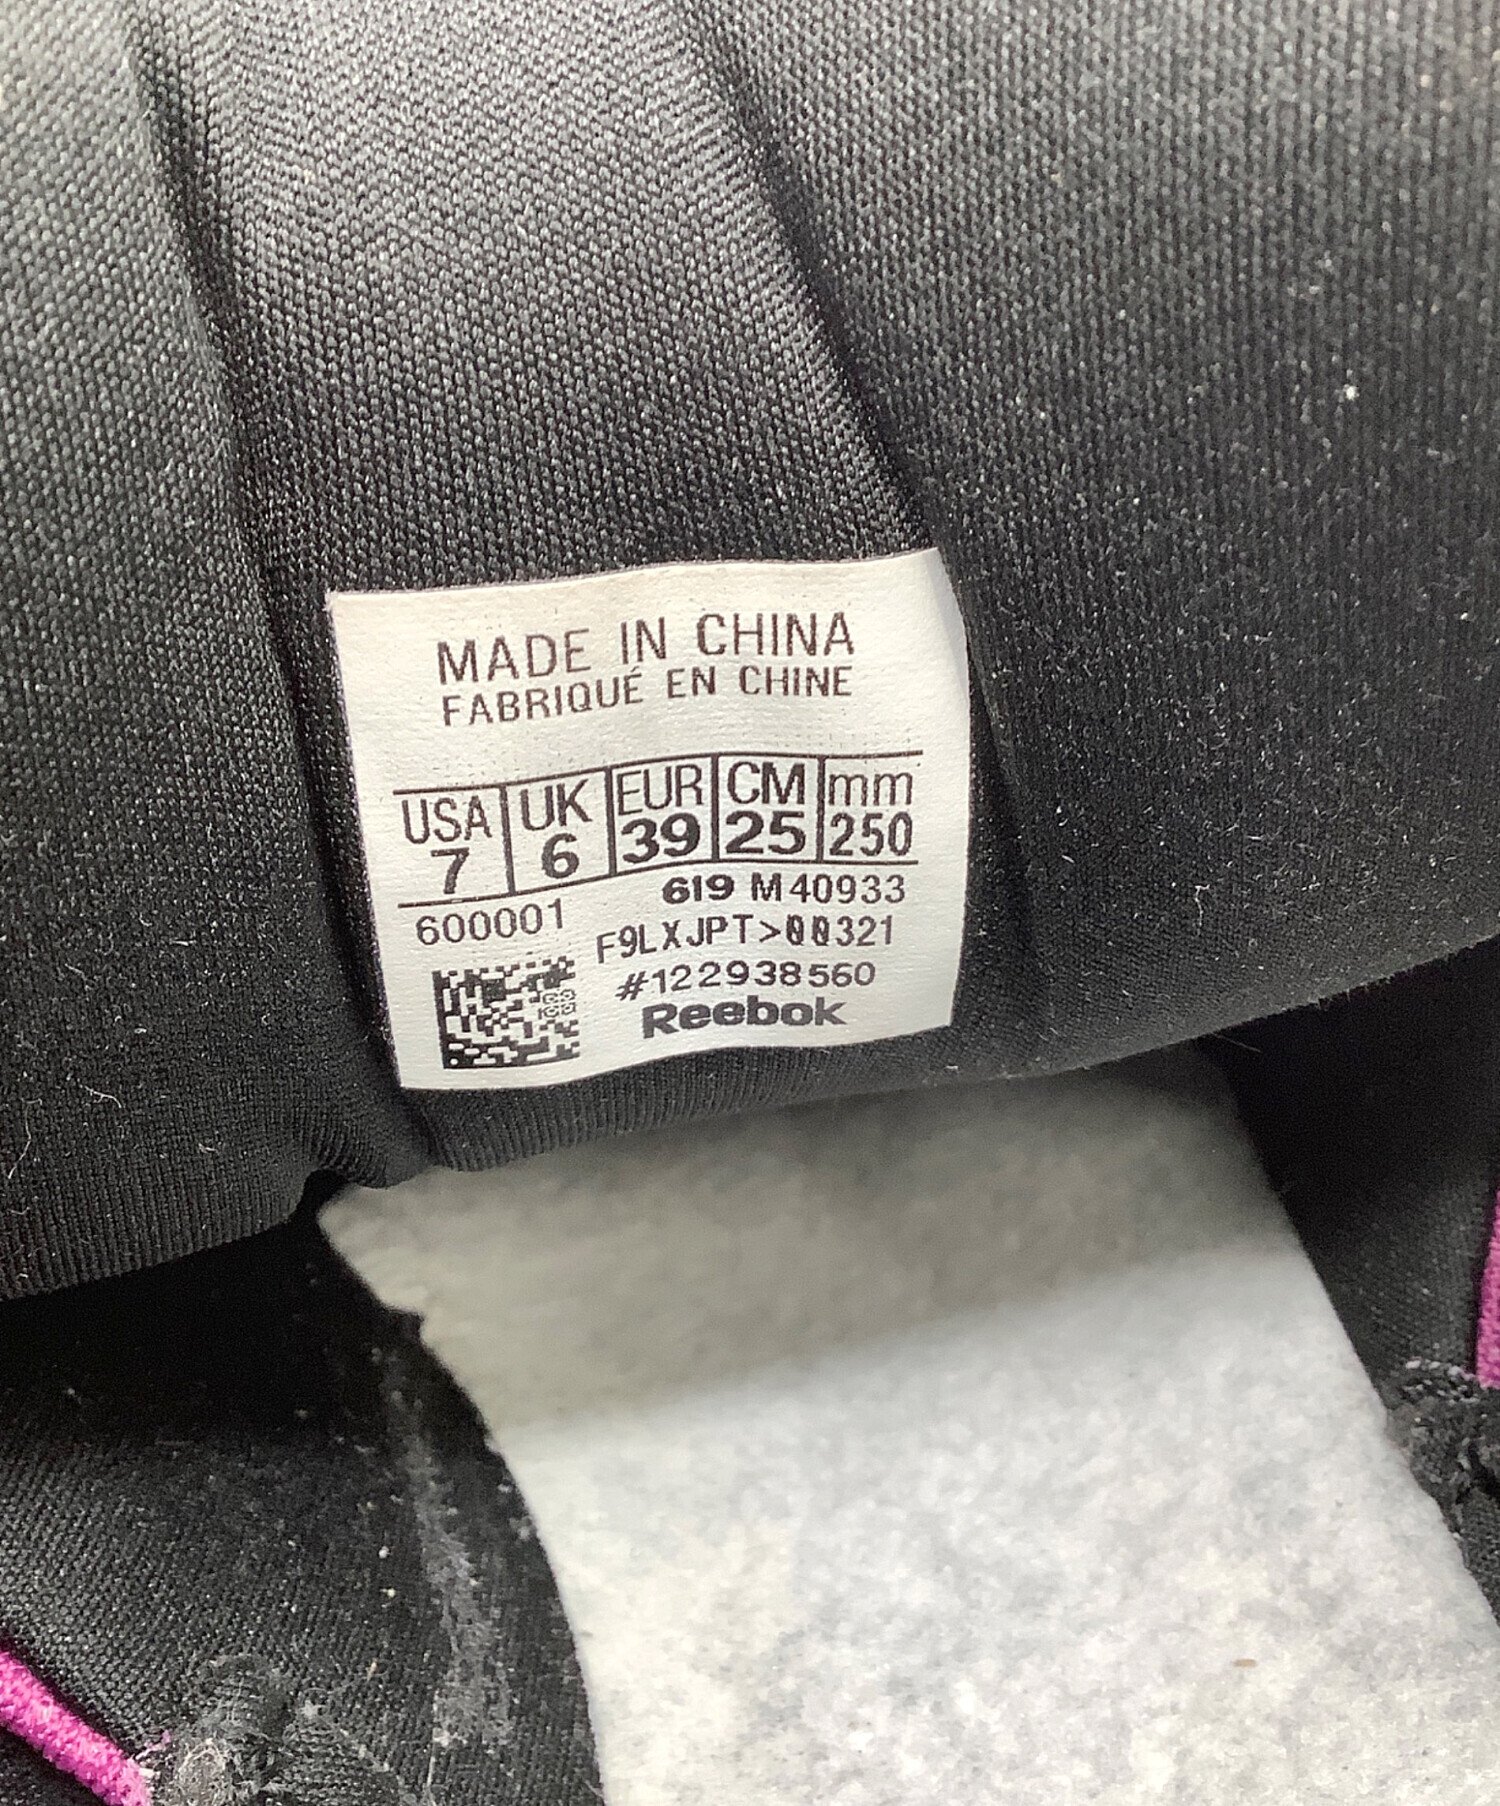 MADE IN CHINA
FABRIQUÉ EN CHINE
USA UK EUR CM mm
7 6 39 25 250
619 M40933
600001
F9LXJPT>00321
#122938560
Reebok